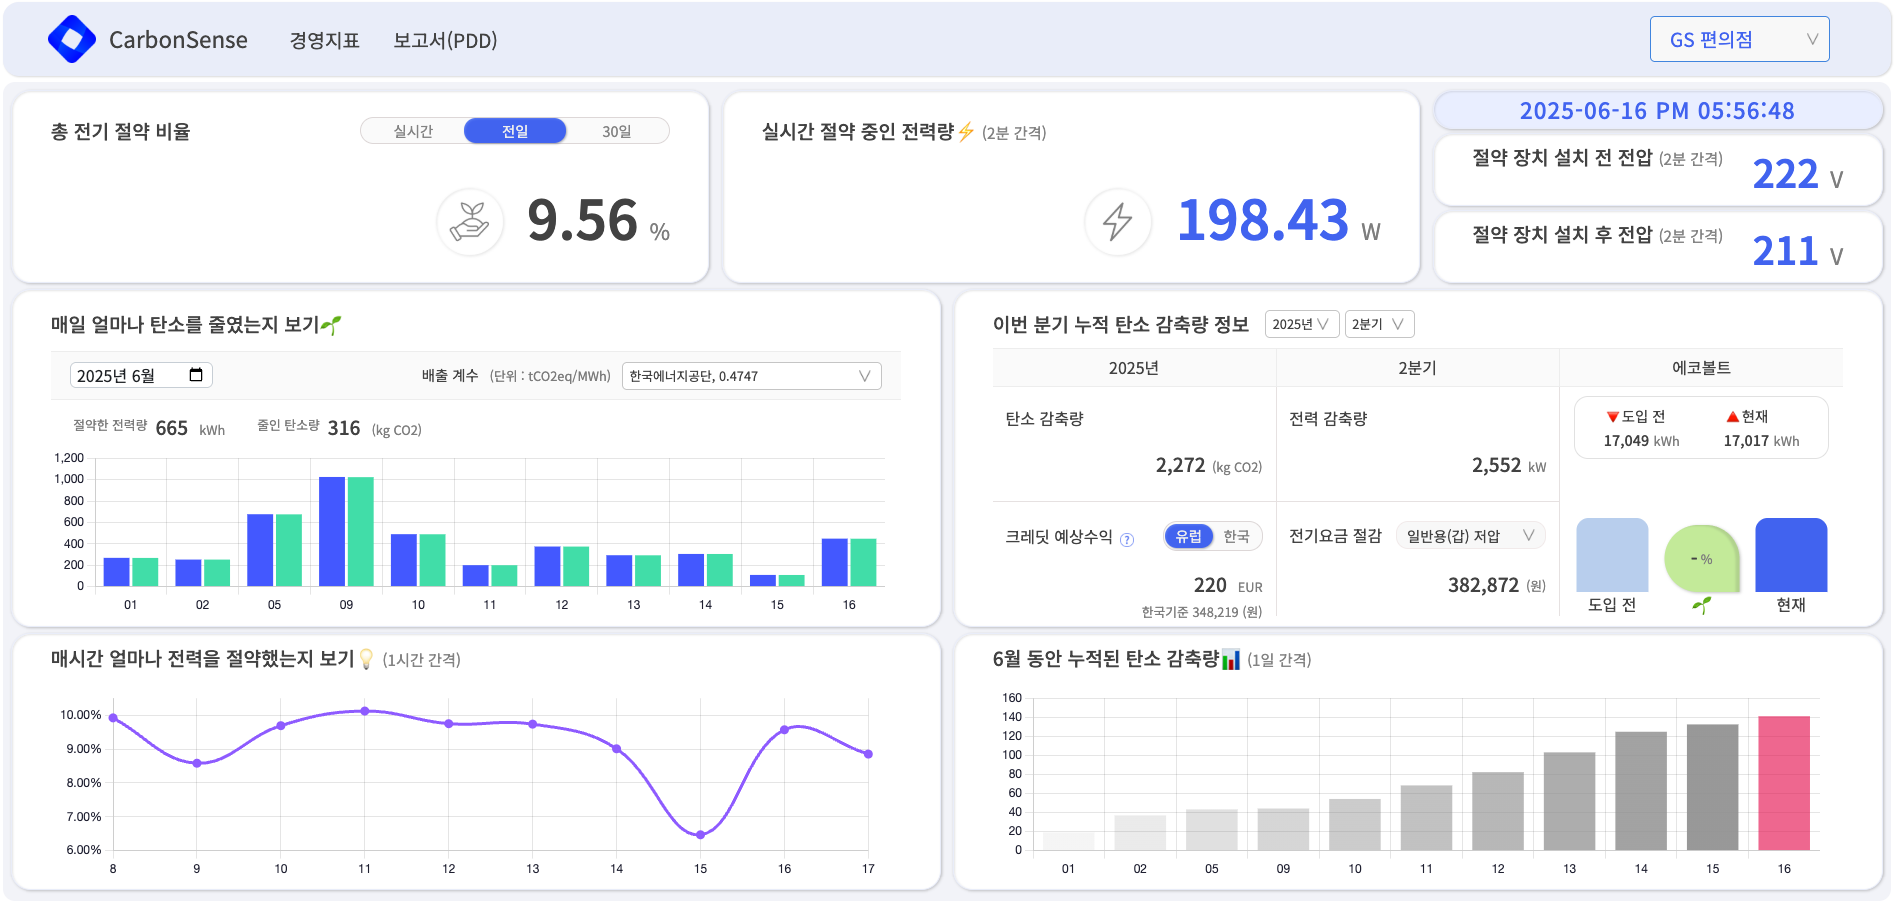 CarbonSense 경영지표 보고서(PDD) GS 편의점
총 전기 절약 비율 실시간 전일 30일
9.56 %
실시간 절약 중인 전력량⚡ (2분 간격)
198.43 W
2025-06-16 PM 05:56:48
절약 장치 설치 전 전압 (2분 간격) 222 V
절약 장치 설치 후 전압 (2분 간격) 211 V
매일 얼마나 탄소를 줄였는지 보기🌱
2025년 6월 배출 계수 (단위 : tCO2eq/MWh) 한국에너지공단, 0.4747
절약한 전력량 665 kWh 줄인 탄소량 316 (kg CO2)
1,200
1,000
800
600
400
200
0
01 02 05 09 10 11 12 13 14 15 16
이번 분기 누적 탄소 감축량 정보 2025년 2분기
2025년 2분기 에코볼트
탄소 감축량
2,272 (kg CO2)
전력 감축량
2,552 kW
🔻도입 전 🔺현재
17,049 kWh 17,017 kWh
크레딧 예상수익 ? 유럽 한국
220 EUR
한국기준 348,219 (원)
전기요금 절감 일반용(갑) 저압
382,872 (원)
- %
도입 전 🌱 현재
매시간 얼마나 전력을 절약했는지 보기💡 (1시간 간격)
10.00%
9.00%
8.00%
7.00%
6.00%
8 9 10 11 12 13 14 15 16 17
6월 동안 누적된 탄소 감축량📊 (1일 간격)
160
140
120
100
80
60
40
20
0
01 02 05 09 10 11 12 13 14 15 16